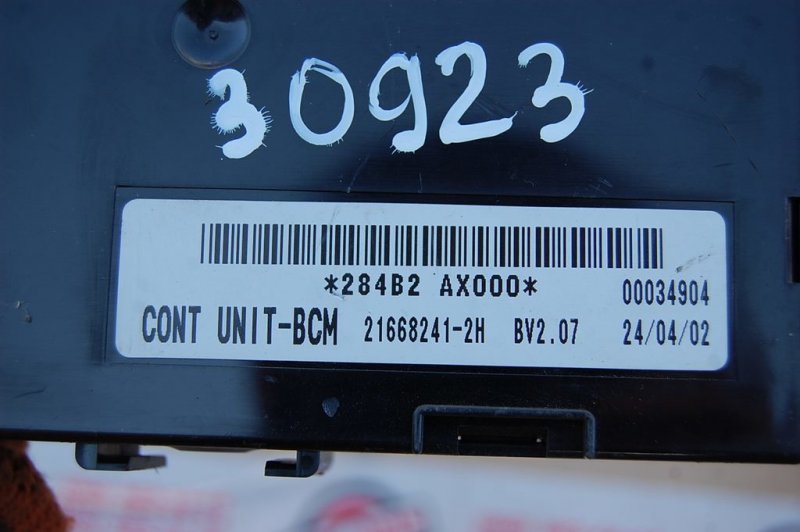 30923
*284B2 AX000*
00034904
CONT UNIT-BCM 21668241-2H BV2.07 24/04/02